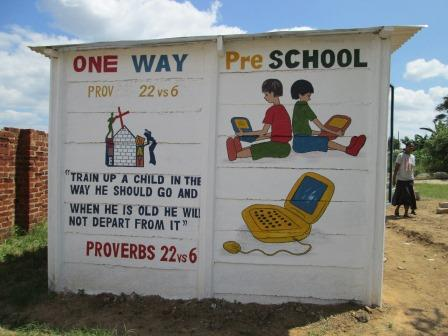 ONE WAY Pre SCHOOL
PROV 22 vs 6
"TRAIN UP A CHILD IN THE
WAY HE SHOULD GO AND
WHEN HE IS OLD HE WILL
NOT DEPART FROM IT"
PROVERBS 22 vs 6